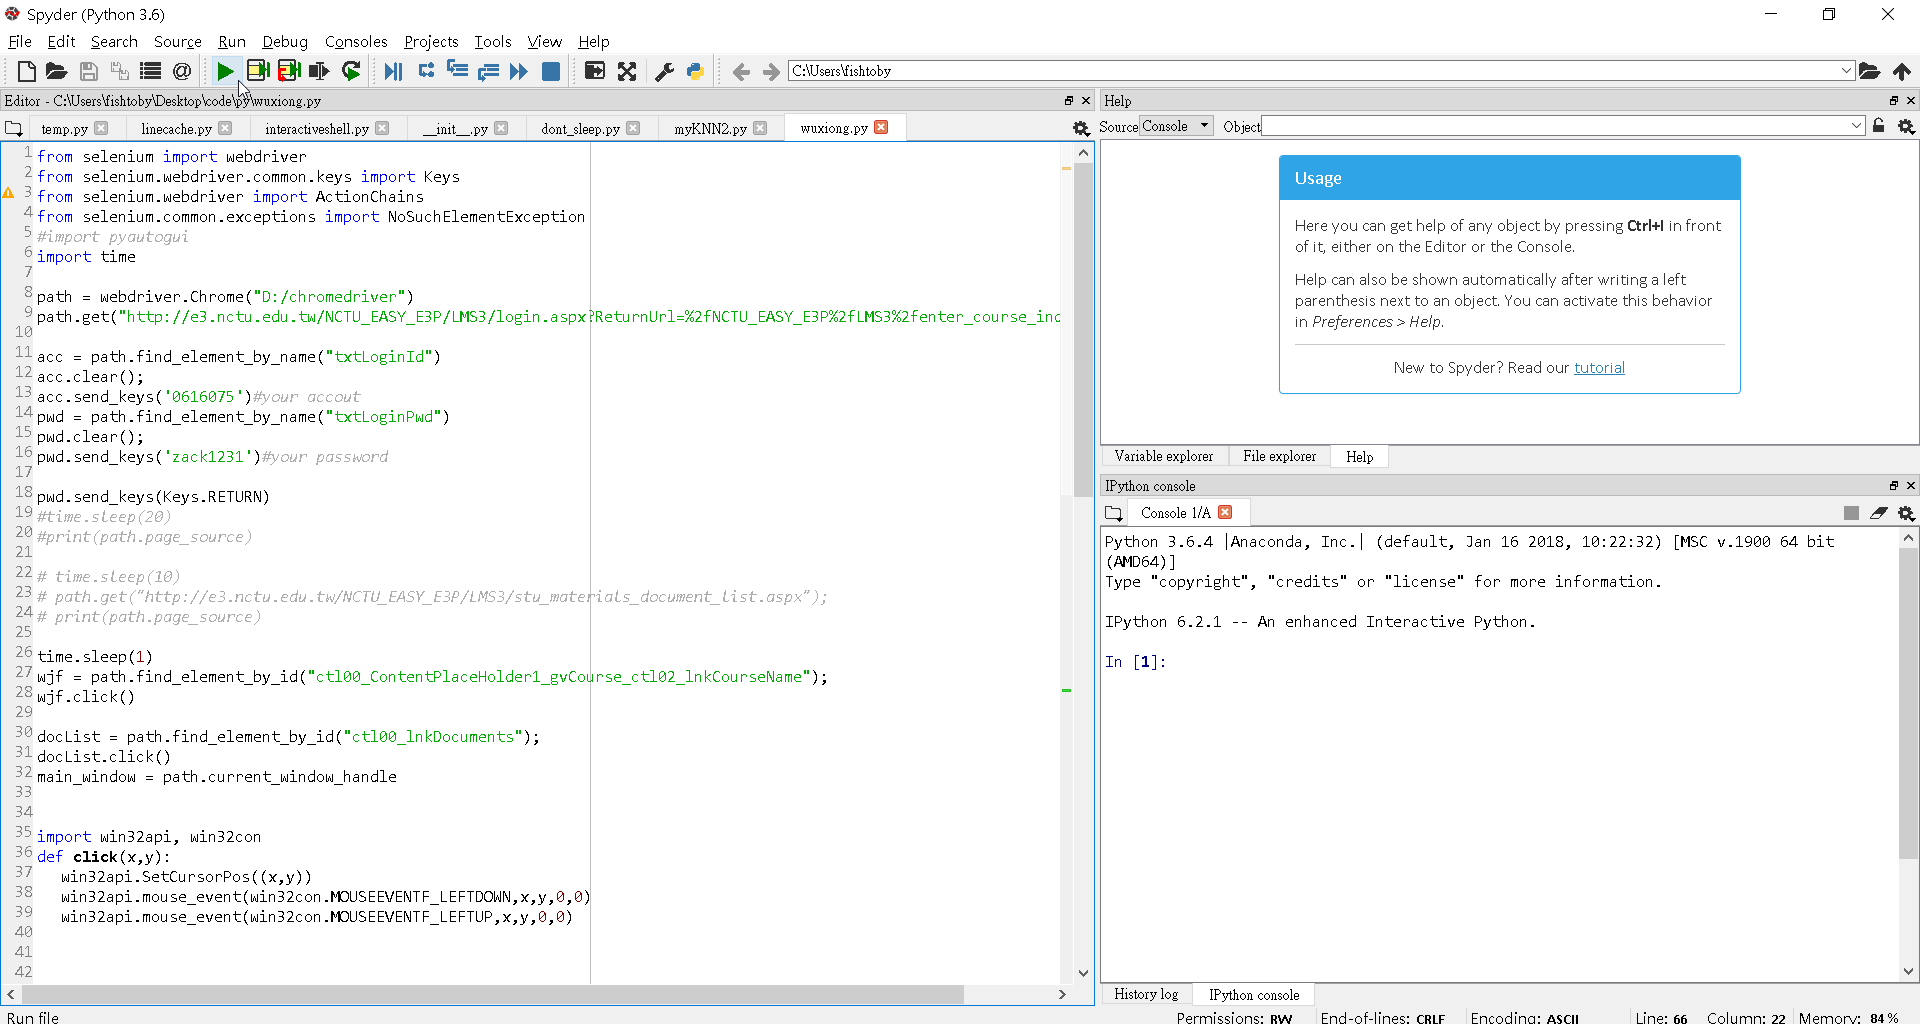 Spyder (Python 3.6)
File Edit Search Source Run Debug Consoles Projects Tools View Help
C:\Users\fishtoby
Editor - C:\Users\fishtoby\Desktop\code\py\wuxiong.py
temp.py linecache.py interactiveshell.py __init__.py dont_sleep.py myKNN2.py wuxiong.py
1 from selenium import webdriver
2 from selenium.webdriver.common.keys import Keys
3 from selenium.webdriver import ActionChains
4 from selenium.common.exceptions import NoSuchElementException
5 #import pyautogui
6 import time
7
8 path = webdriver.Chrome("D:/chromedriver")
9 path.get("http://e3.nctu.edu.tw/NCTU_EASY_E3P/LMS3/login.aspx?ReturnUrl=%2fNCTU_EASY_E3P%2fLMS3%2fenter_course_inc
10
11 acc = path.find_element_by_name("txtLoginId")
12 acc.clear();
13 acc.send_keys('0616075')#your accout
14 pwd = path.find_element_by_name("txtLoginPwd")
15 pwd.clear();
16 pwd.send_keys('zack1231')#your password
17
18 pwd.send_keys(Keys.RETURN)
19 #time.sleep(20)
20 #print(path.page_source)
21
22 # time.sleep(10)
23 # path.get("http://e3.nctu.edu.tw/NCTU_EASY_E3P/LMS3/stu_materials_document_list.aspx");
24 # print(path.page_source)
25
26 time.sleep(1)
27 wjf = path.find_element_by_id("ctl00_ContentPlaceHolder1_gvCourse_ctl02_lnkCourseName");
28 wjf.click()
29
30 docList = path.find_element_by_id("ctl00_lnkDocuments");
31 docList.click()
32 main_window = path.current_window_handle
33
34
35 import win32api, win32con
36 def click(x,y):
37 win32api.SetCursorPos((x,y))
38 win32api.mouse_event(win32con.MOUSEEVENTF_LEFTDOWN,x,y,0,0)
39 win32api.mouse_event(win32con.MOUSEEVENTF_LEFTUP,x,y,0,0)
40
41
42
Help
Source Console Object
Usage
Here you can get help of any object by pressing Ctrl+I in front
of it, either on the Editor or the Console.
Help can also be shown automatically after writing a left
parenthesis next to an object. You can activate this behavior
in Preferences > Help.
New to Spyder? Read our tutorial
Variable explorer File explorer Help
IPython console
Console 1/A
Python 3.6.4 |Anaconda, Inc.| (default, Jan 16 2018, 10:22:32) [MSC v.1900 64 bit
(AMD64)]
Type "copyright", "credits" or "license" for more information.
IPython 6.2.1 -- An enhanced Interactive Python.
In [1]:
History log IPython console
Run file Permissions: RW End-of-lines: CRLF Encoding: ASCII Line: 66 Column: 22 Memory: 84 %